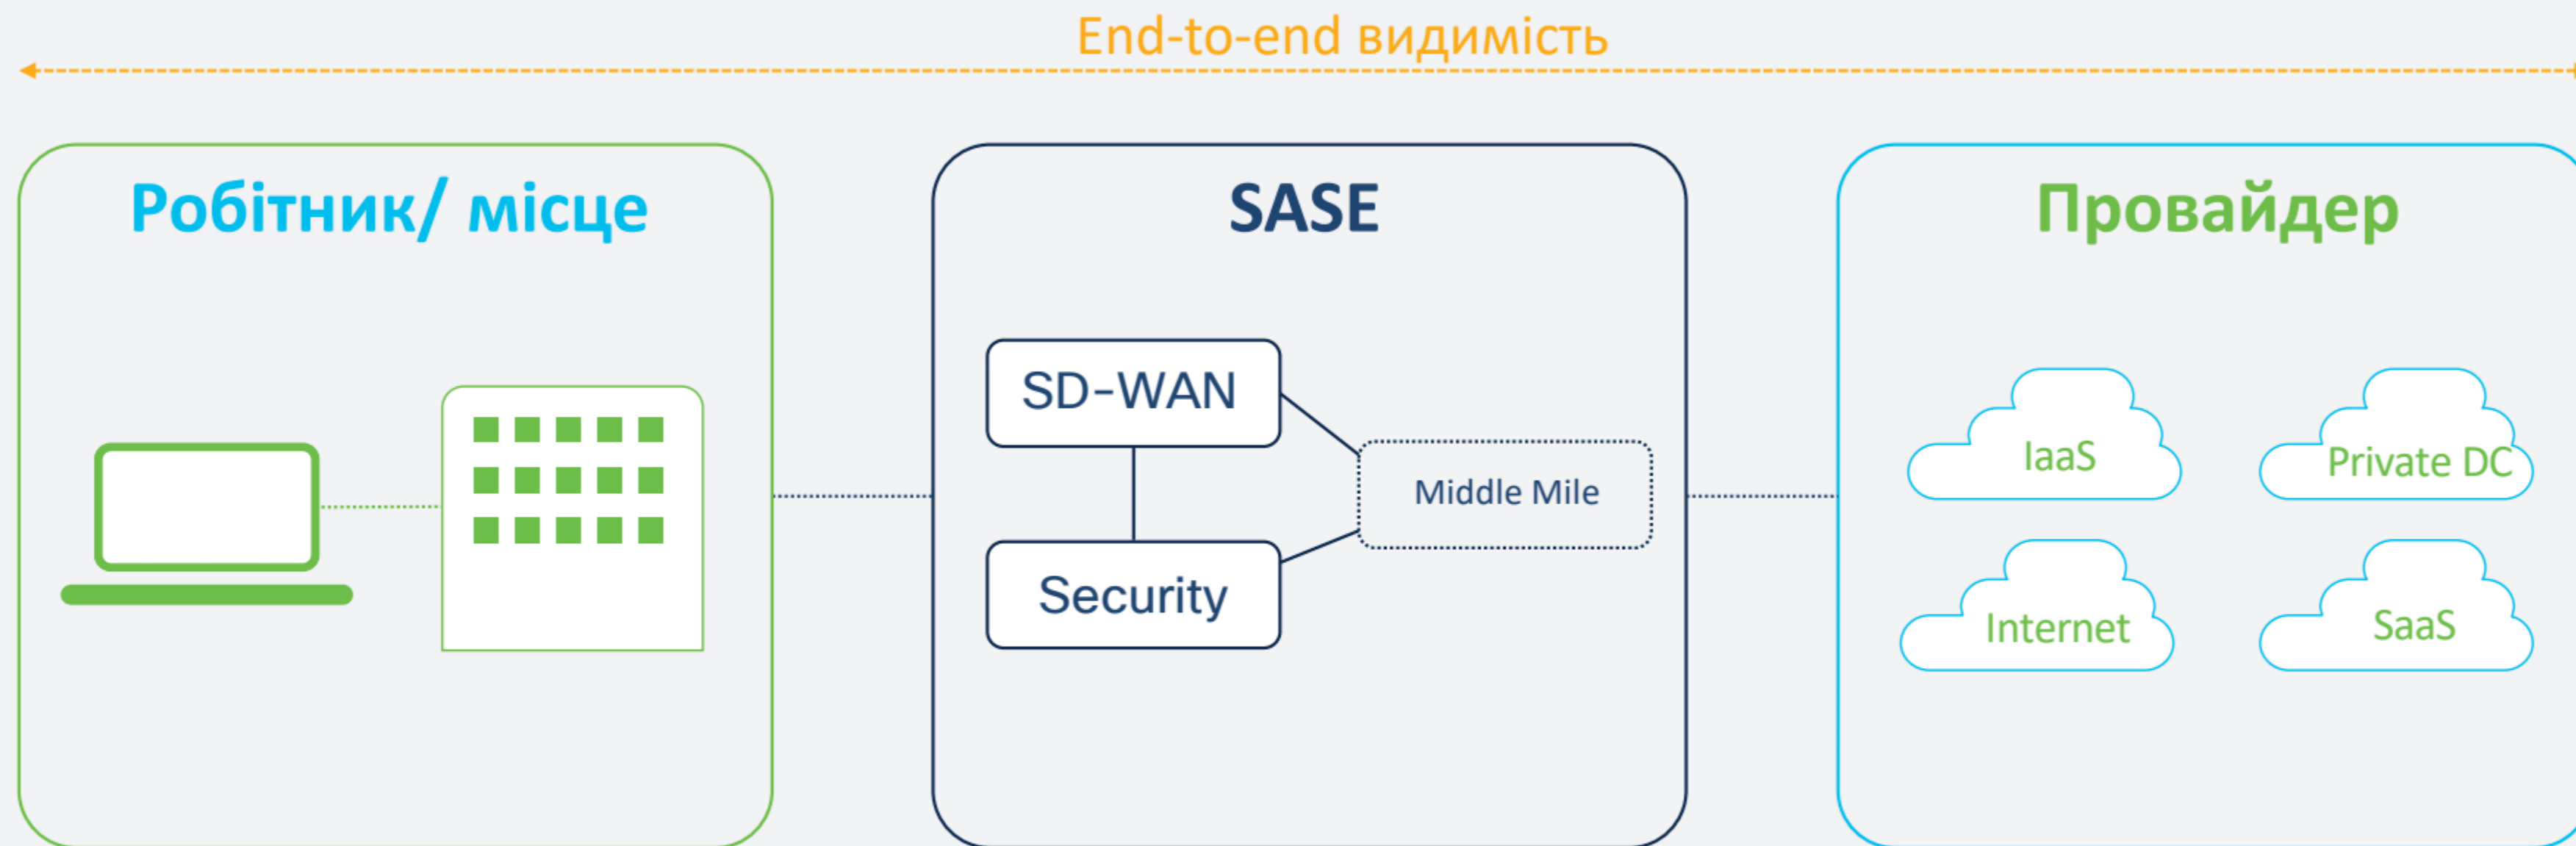 End-to-end видимість
Робітник/ місце
SASE
SD-WAN
Middle Mile
Security
Провайдер
IaaS
Private DC
Internet
SaaS